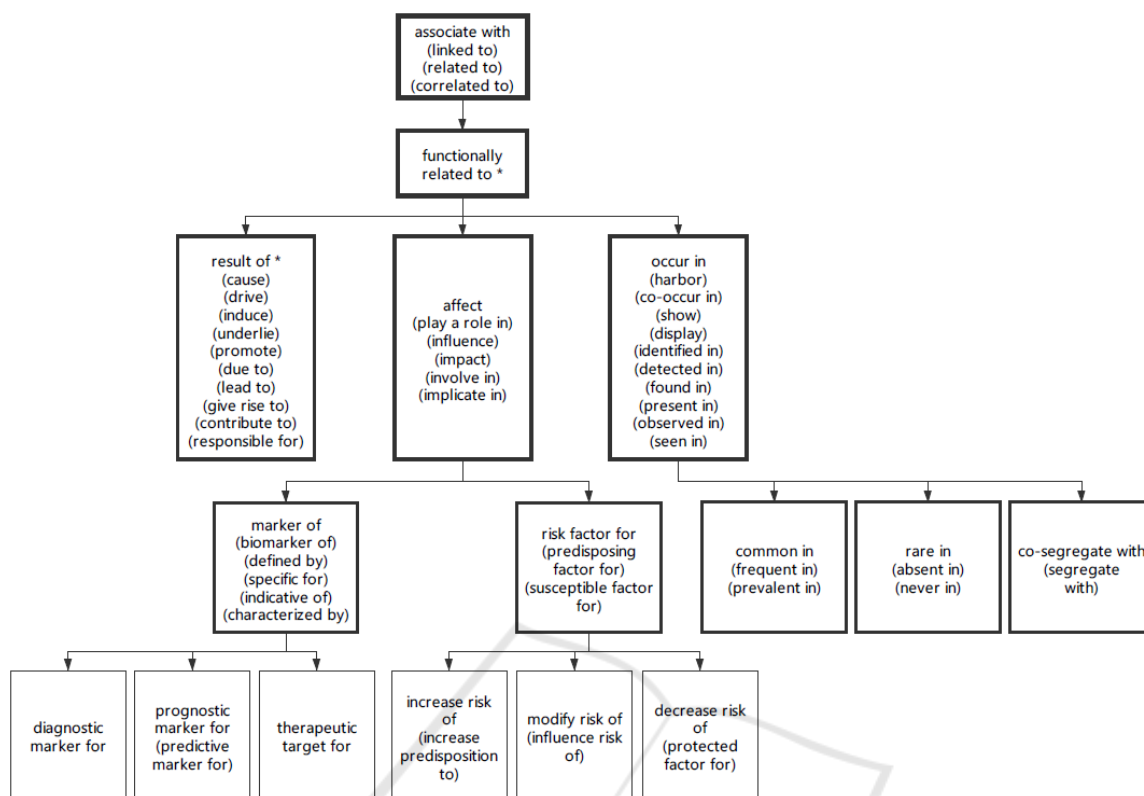 associate with
(linked to)
(related to)
(correlated to)
functionally
related to *
result of *
(cause)
(drive)
(induce)
(underlie)
(promote)
(due to)
(lead to)
(give rise to)
(contribute to)
(responsible for)
affect
(play a role in)
(influence)
(impact)
(involve in)
(implicate in)
occur in
(harbor)
(co-occur in)
(show)
(display)
(identified in)
(detected in)
(found in)
(present in)
(observed in)
(seen in)
marker of
(biomarker of)
(defined by)
(specific for)
(indicative of)
(characterized by)
risk factor for
(predisposing
factor for)
(susceptible factor
for)
common in
(frequent in)
(prevalent in)
rare in
(absent in)
(never in)
co-segregate with
(segregate
with)
diagnostic
marker for
prognostic
marker for
(predictive
marker for)
therapeutic
target for
increase risk
of
(increase
predisposition
to)
modify risk of
(influence risk
of)
decrease risk
of
(protected
factor for)